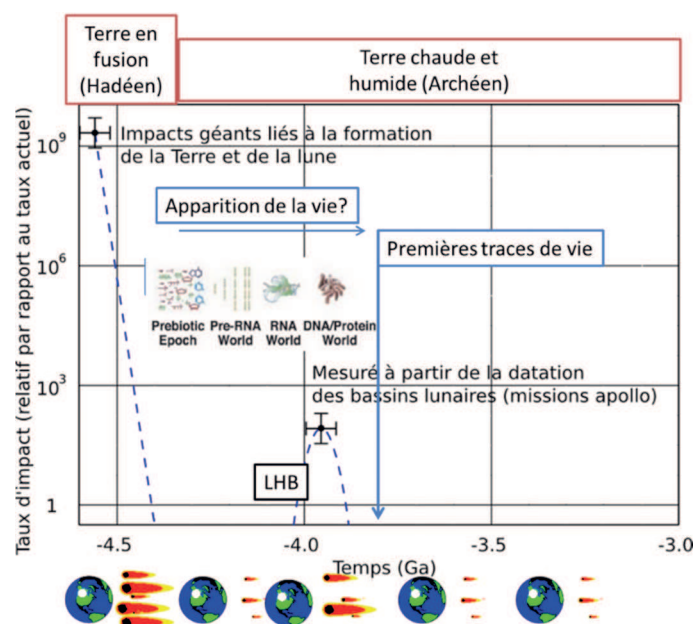 Terre en
fusion
(Hadéen)
Terre chaude et
humide (Archéen)
Impacts géants liés à la formation
de la Terre et de la lune
Apparition de la vie?
Premières traces de vie
Prebiotic
Epoch
Pre-RNA
World
RNA
World
DNA/Protein
World
Mesuré à partir de la datation
des bassins lunaires (missions apollo)
LHB
Taux d'impact (relatif par rapport au taux actuel)
10⁹
10⁶
10³
1
-4.5
-4.0
-3.5
-3.0
Temps (Ga)